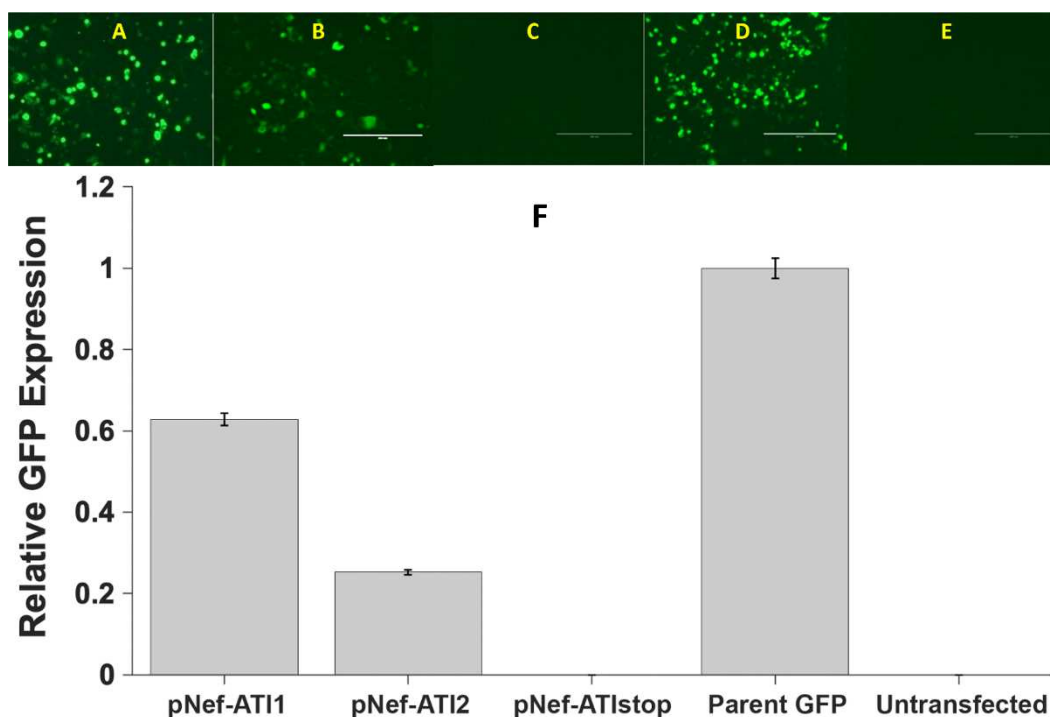 A B C D E
F
Relative GFP Expression
1.2
1
0.8
0.6
0.4
0.2
0
pNef-ATI1 pNef-ATI2 pNef-ATIstop Parent GFP Untransfected